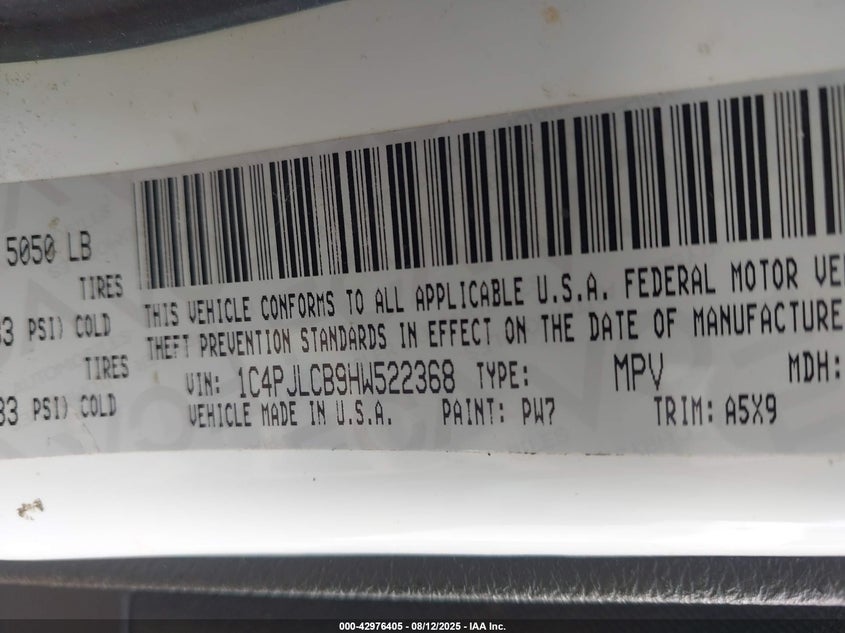 5050 LB
TIRES
33 PSI) COLD
TIRES
33 PSI) COLD
THIS VEHICLE CONFORMS TO ALL APPLICABLE U.S.A. FEDERAL MOTOR VE
THEFT PREVENTION STANDARDS IN EFFECT ON THE DATE OF MANUFACTURE
VIN: 1C4PJLCB9HW522368 TYPE: MPV MDH:
VEHICLE MADE IN U.S.A. PAINT: PW7 TRIM: A5X9
000-42976405 - 08/12/2025 - IAA Inc.